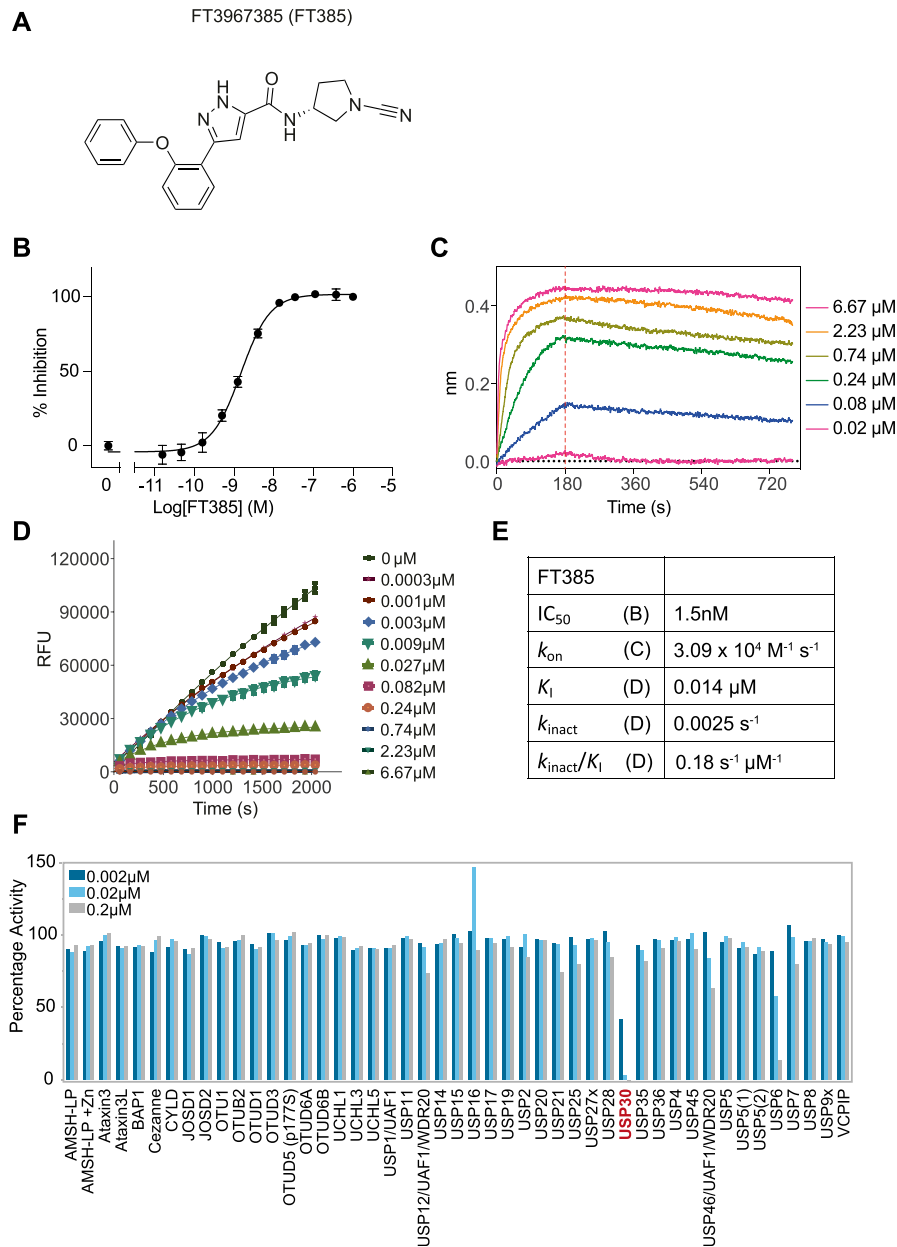 FT3967385 (FT385)
A
H
N
N
O
N
H
N
N
O
B
% Inhibition
100
50
0
0
-11
-10
-9
-8
-7
-6
-5
Log[FT385] (M)
C
nm
0.4
0.2
0.0
0
180
360
540
720
Time (s)
6.67 µM
2.23 µM
0.74 µM
0.24 µM
0.08 µM
0.02 µM
D
RFU
120000
90000
60000
30000
0
0
500
1000
1500
2000
Time (s)
0 µM
0.0003µM
0.001µM
0.003µM
0.009µM
0.027µM
0.082µM
0.24µM
0.74µM
2.23µM
6.67µM
E
FT385
IC50 (B) 1.5nM
kon (C) 3.09 x 10⁴ M⁻¹ s⁻¹
KI (D) 0.014 µM
kinact (D) 0.0025 s⁻¹
kinact/KI (D) 0.18 s⁻¹ µM⁻¹
F
Percentage Activity
150
100
50
0
0.002µM
0.02µM
0.2µM
AMSH-LP
AMSH-LP +Zn
Ataxin3
Ataxin3L
BAP1
Cezanne
CYLD
JOSD1
JOSD2
OTU1
OTUB2
OTUD1
OTUD3
OTUD5 (p177S)
OTUD6A
OTUD6B
UCHL1
UCHL3
UCHL5
USP1/UAF1
USP11
USP12/UAF1/WDR20
USP14
USP15
USP16
USP17
USP19
USP2
USP20
USP21
USP25
USP27x
USP28
USP30
USP35
USP36
USP4
USP45
USP46/UAF1/WDR20
USP5
USP5(1)
USP5(2)
USP6
USP7
USP8
USP9x
VCPIP